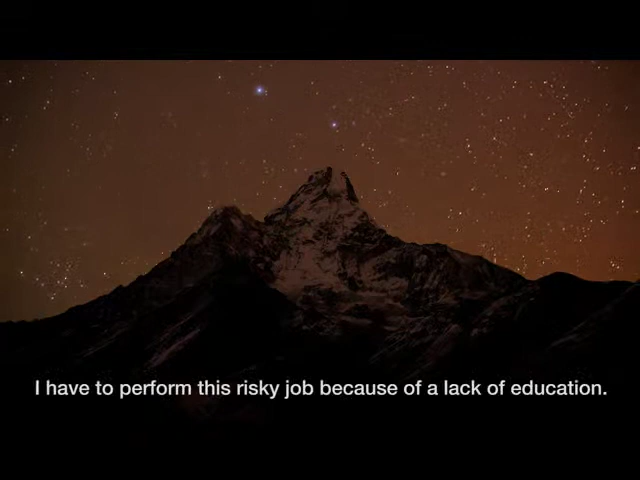 I have to perform this risky job because of a lack of education.